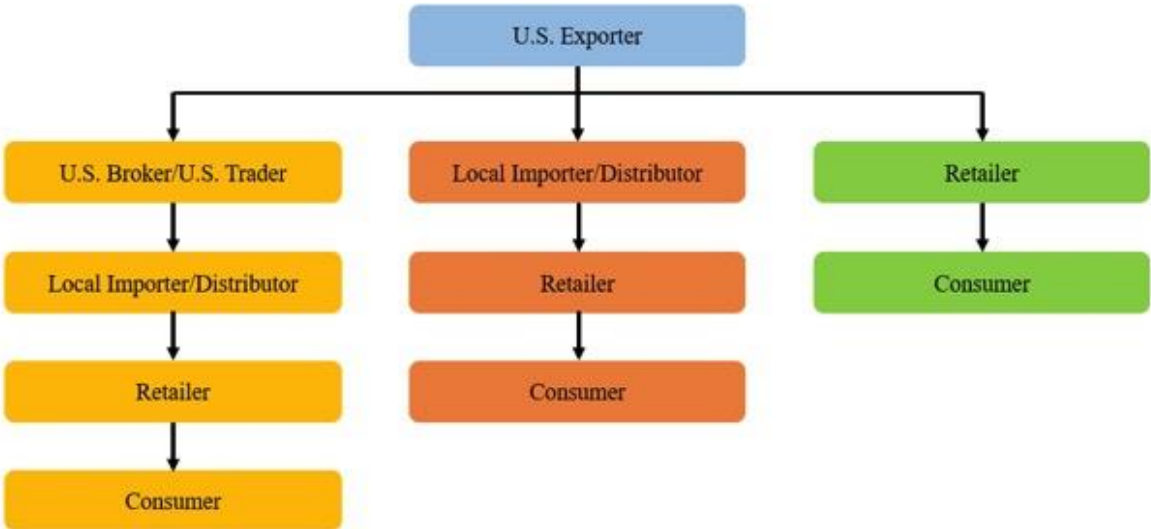 U.S. Exporter
U.S. Broker/U.S. Trader
Local Importer/Distributor
Retailer
Local Importer/Distributor
Retailer
Consumer
Retailer
Consumer
Consumer